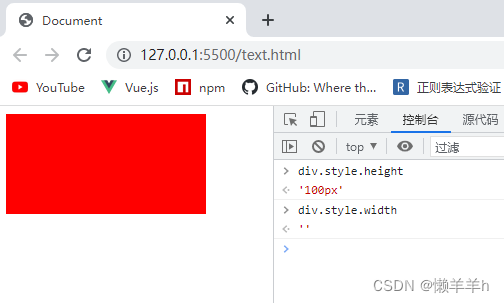 Document
127.0.0.1:5500/text.html
YouTube Vue.js npm GitHub: Where th... R 正则表达式验证
元素 控制台 源代码
top 过滤
div.style.height
'100px'
div.style.width
''
CSDN @懒羊羊h